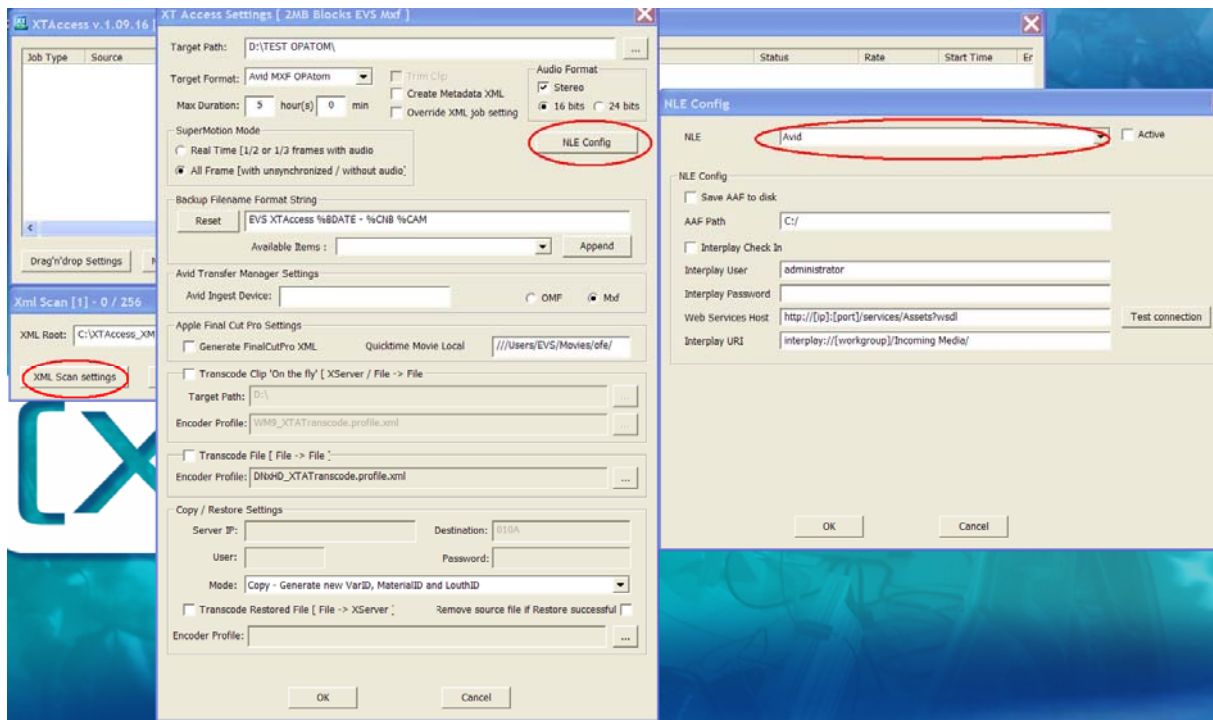 XTAccess v.1.09.16
Job Type Source
Status Rate Start Time Er
Drag'n'drop Settings
Xml Scan [1] - 0 / 256
XML Root: C:\XTAccess_XM
XML Scan settings
XT Access Settings [ 2MB Blocks EVS Mxf ]
Target Path: D:\TEST OPATOM\ ...
Target Format: Avid MXF OPAtom
Trim Clip
Create Metadata XML
Override XML job setting
Audio Format
Stereo
16 bits 24 bits
Max Duration: 5 hour(s) 0 min
SuperMotion Mode
Real Time [1/2 or 1/3 frames with audio
All Frame [with unsynchronized / without audio]
NLE Config
Backup Filename Format String
Reset EVS XTAccess %BDATE - %CNB %CAM
Available Items : Append
Avid Transfer Manager Settings
Avid Ingest Device: OMF Mxf
Apple Final Cut Pro Settings
Generate FinalCutPro XML Quicktime Movie Local ///Users/EVS/Movies/ofe/
Transcode Clip 'On the fly' [ XServer / File -> File
Target Path: D:\ ...
Encoder Profile: WM9_XTATranscode.profile.xml ...
Transcode File [ File -> File ]
Encoder Profile: DNxHD_XTATranscode.profile.xml ...
Copy / Restore Settings
Server IP: Destination: 010A
User: Password:
Mode: Copy - Generate new VarID, MaterialID and LouthID
Transcode Restored File [ File -> XServer ] Remove source file if Restore successful
Encoder Profile: ...
OK Cancel
NLE Config
NLE Avid Active
NLE Config
Save AAF to disk
AAF Path C:/
Interplay Check In
Interplay User administrator
Interplay Password
Web Services Host http://[ip]:[port]/services/Assets?wsdl Test connection
Interplay URI interplay://[workgroup]/Incoming Media/
OK Cancel